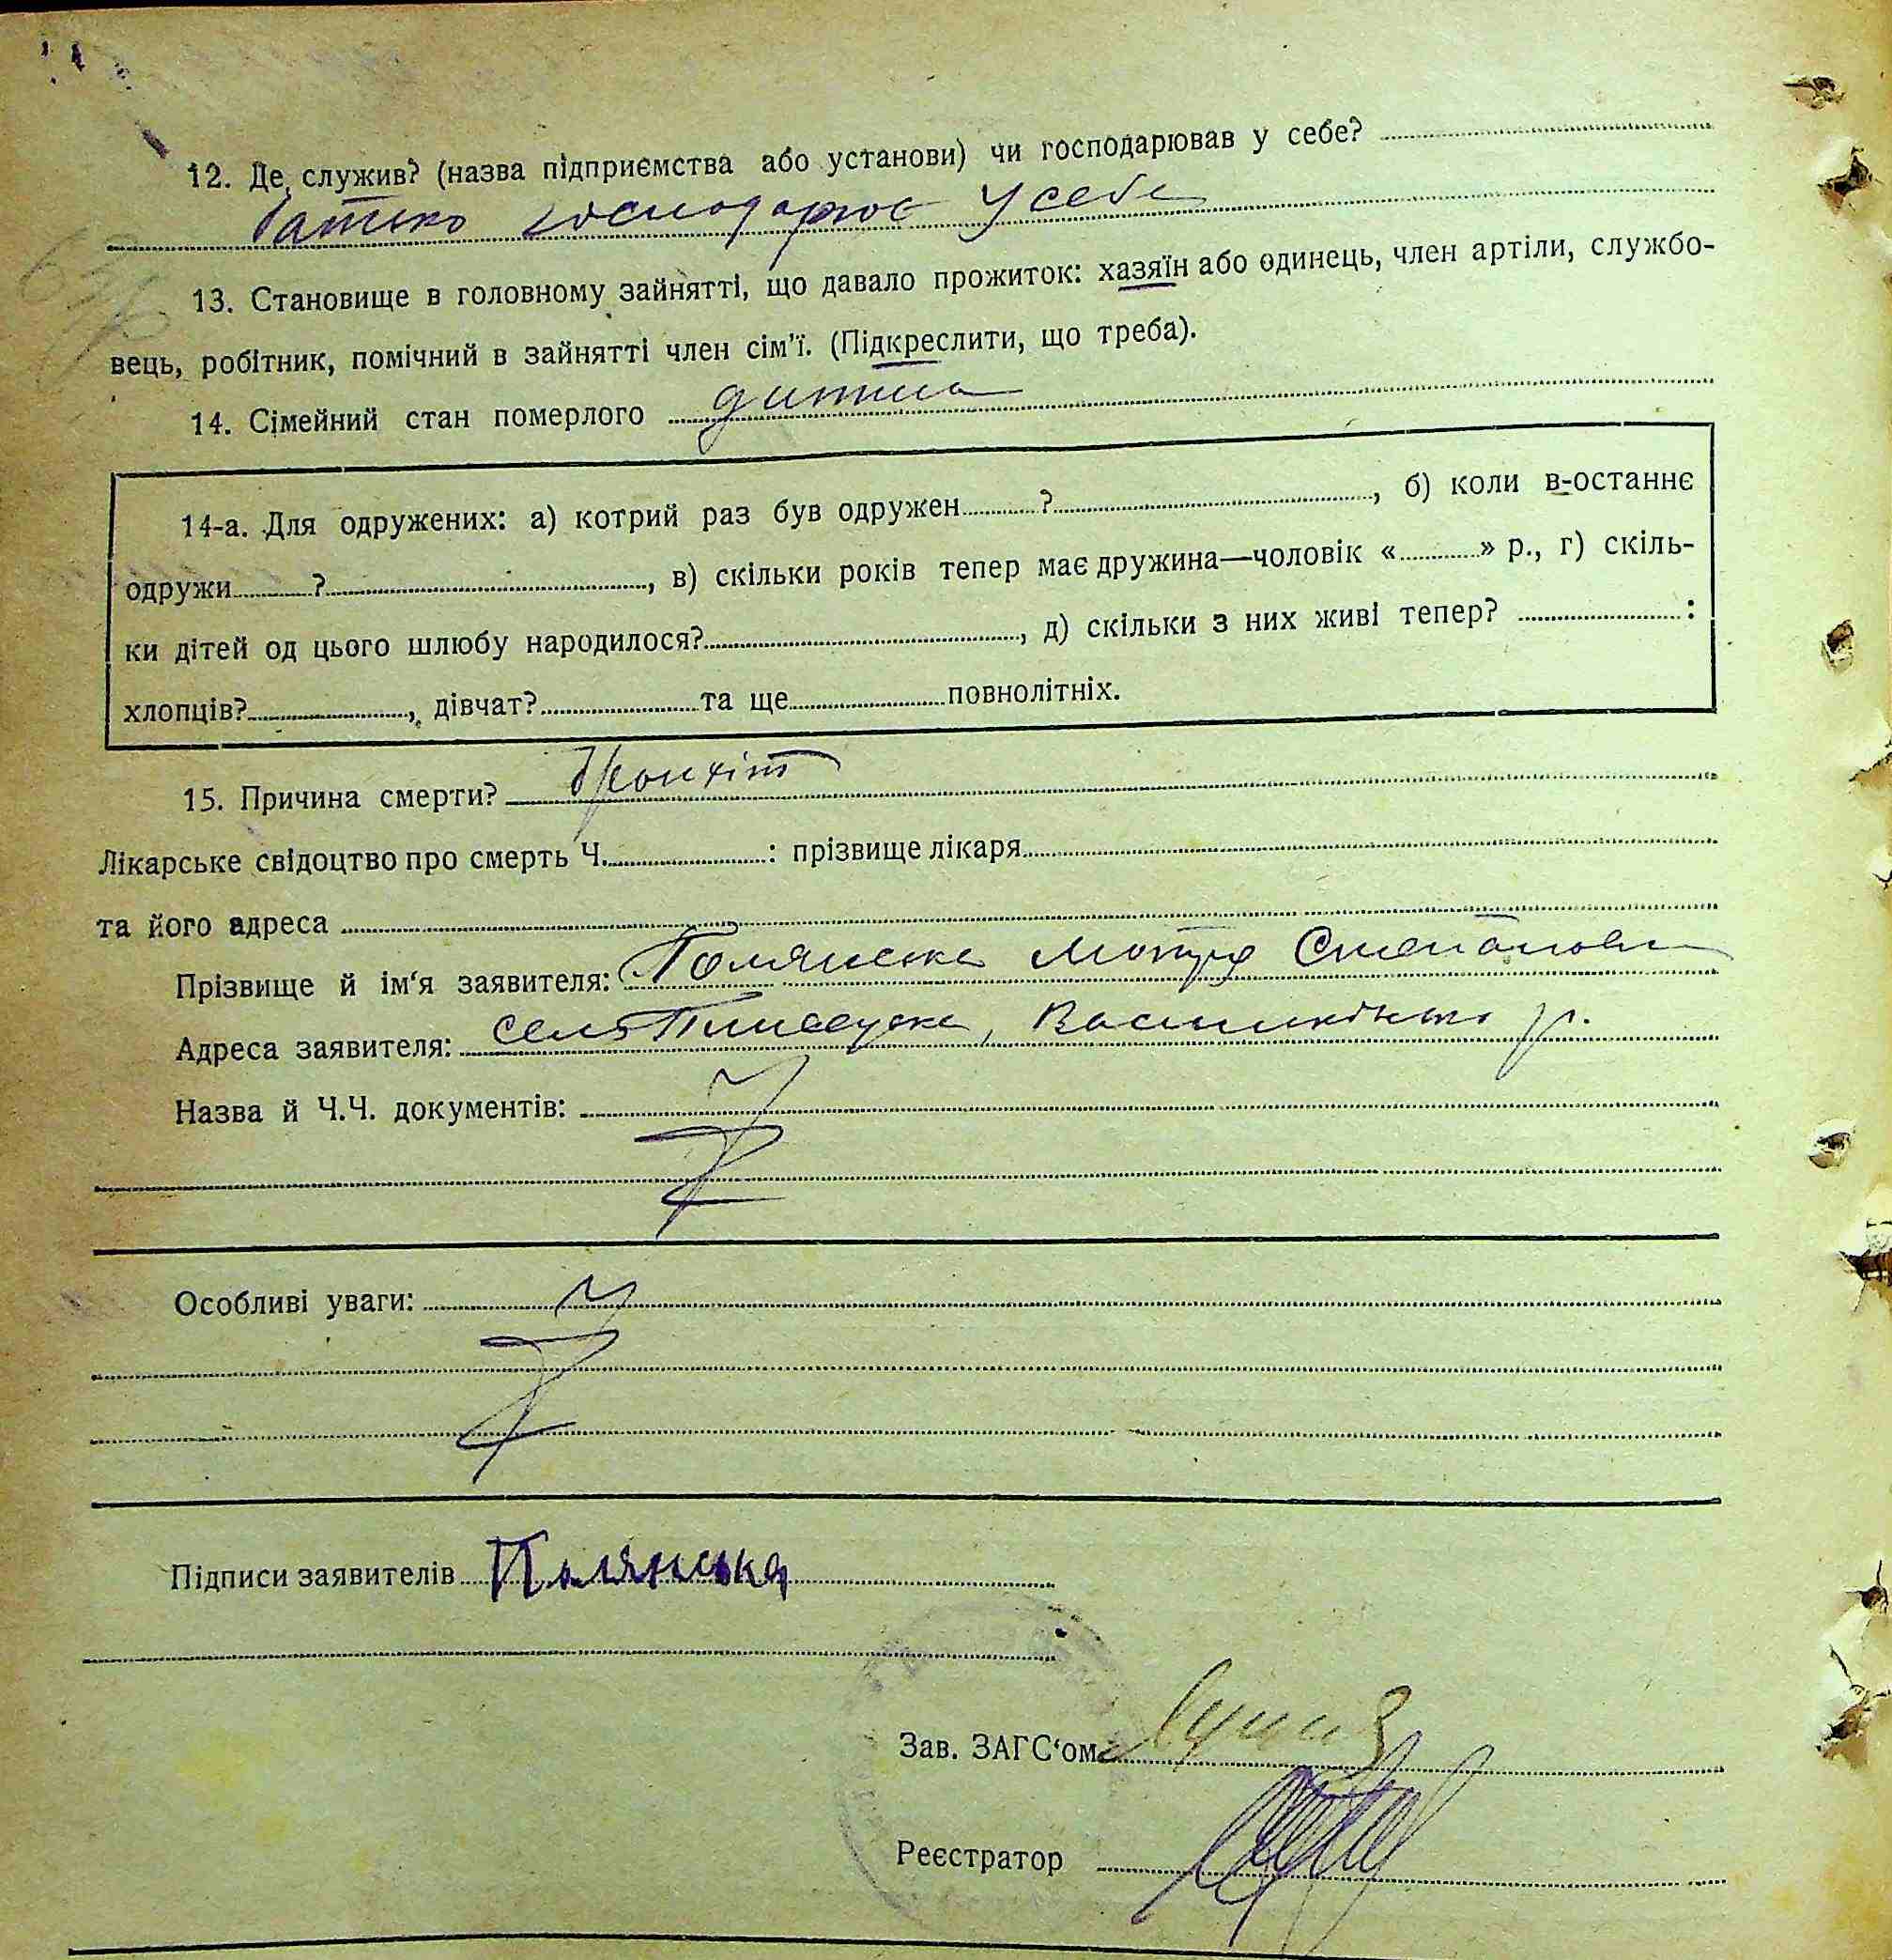 12. Де служив? (назва підприємства або установи) чи господарював у себе?
батько господарює у себе
13. Становище в головному зайнятті, що давало прожиток: хазяїн або одинець, член артіли, службо-
вець, робітник, помічний в зайнятті член сім'ї. (Підкреслити, що треба).
14. Сімейний стан померлого дитина
14-а. Для одружених: а) котрий раз був одружен ? , б) коли в-останнє
одружи ? , в) скільки років тепер має дружина—чоловік « » р., г) скіль-
ки дітей од цього шлюбу народилося? , д) скільки з них живі тепер? :
хлопців? , дівчат? та ще повнолітніх.
15. Причина смерти? бронхіт
Лікарське свідоцтво про смерть Ч. : прізвище лікаря
та його адреса
Прізвище й ім‘я заявителя: Полянська Мотря Степановна
Адреса заявителя: село Плисецьке, Васильківськ р.
Назва й Ч.Ч. документів:
Особливі уваги:
Підписи заявителів Полянська
Зав. ЗАГС‘ом
Реєстратор